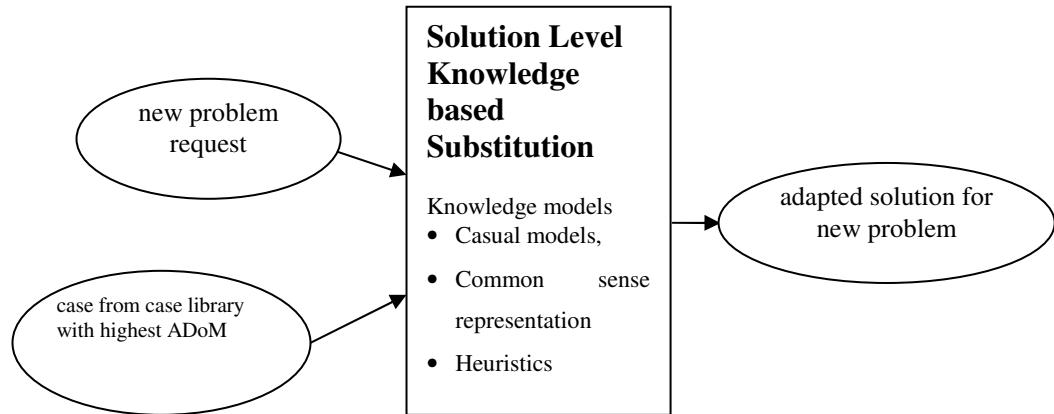 new problem
request
case from case library
with highest ADoM
Solution Level
Knowledge
based
Substitution
Knowledge models
• Casual models,
• Common sense
representation
• Heuristics
adapted solution for
new problem